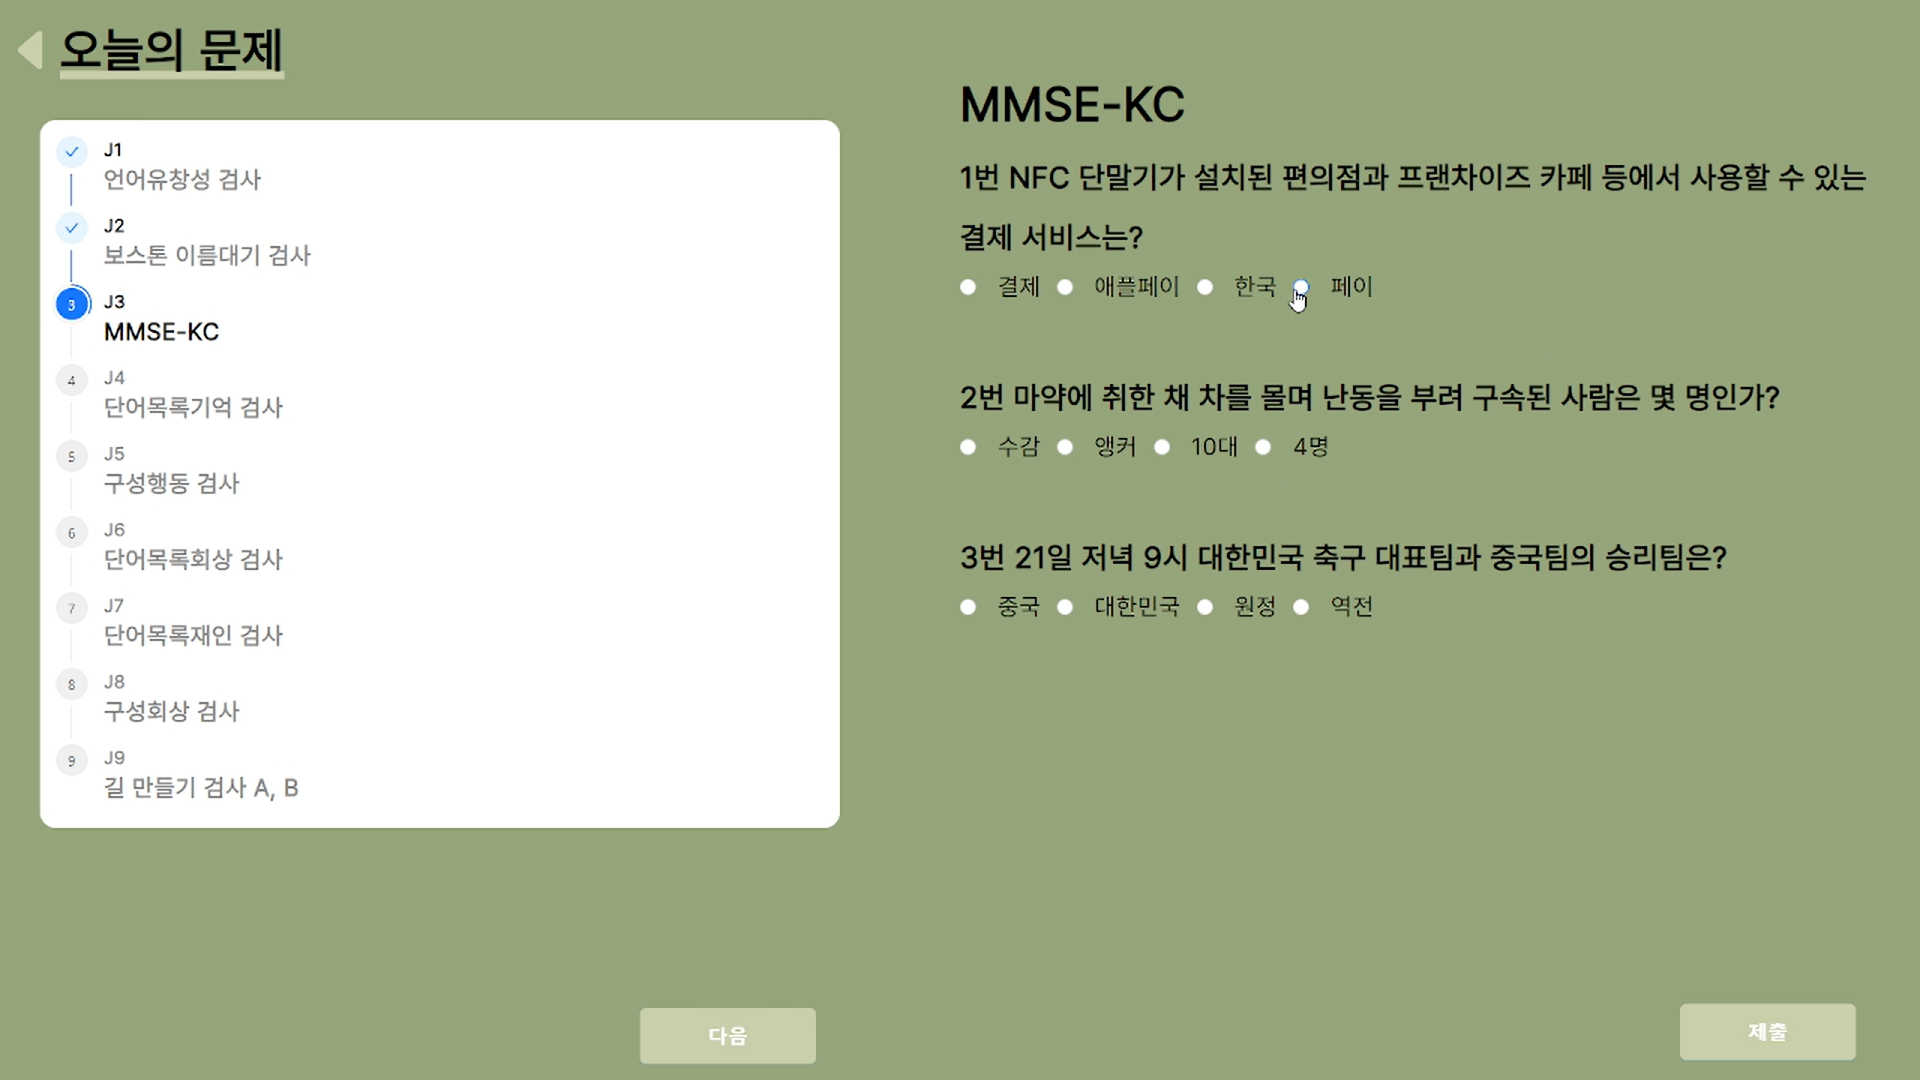 오늘의 문제
J1
언어유창성 검사
J2
보스톤 이름대기 검사
3
J3
MMSE-KC
4
J4
단어목록기억 검사
5
J5
구성행동 검사
6
J6
단어목록회상 검사
7
J7
단어목록재인 검사
8
J8
구성회상 검사
9
J9
길 만들기 검사 A, B
다음
MMSE-KC
1번 NFC 단말기가 설치된 편의점과 프랜차이즈 카페 등에서 사용할 수 있는
결제 서비스는?
결제 애플페이 한국 페이
2번 마약에 취한 채 차를 몰며 난동을 부려 구속된 사람은 몇 명인가?
수감 앵커 10대 4명
3번 21일 저녁 9시 대한민국 축구 대표팀과 중국팀의 승리팀은?
중국 대한민국 원정 역전
제출